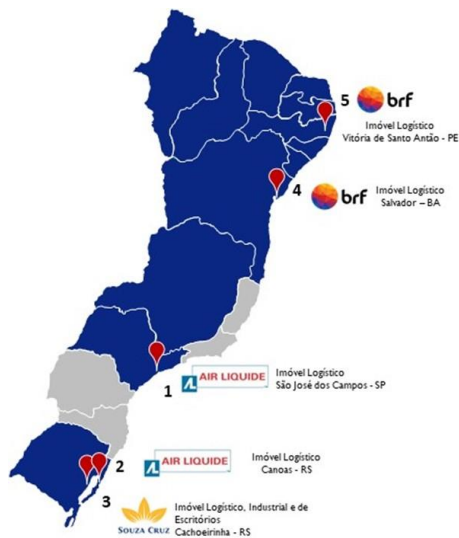 5
brf
Imóvel Logístico
Vitória de Santo Antão - PE
4
brf
Imóvel Logístico
Salvador – BA
1
AL AIR LIQUIDE
Imóvel Logístico
São José dos Campos - SP
2
AL AIR LIQUIDE
Imóvel Logístico
Canoas - RS
3
SOUZA CRUZ
Imóvel Logístico, Industrial e de
Escritórios
Cachoeirinha - RS